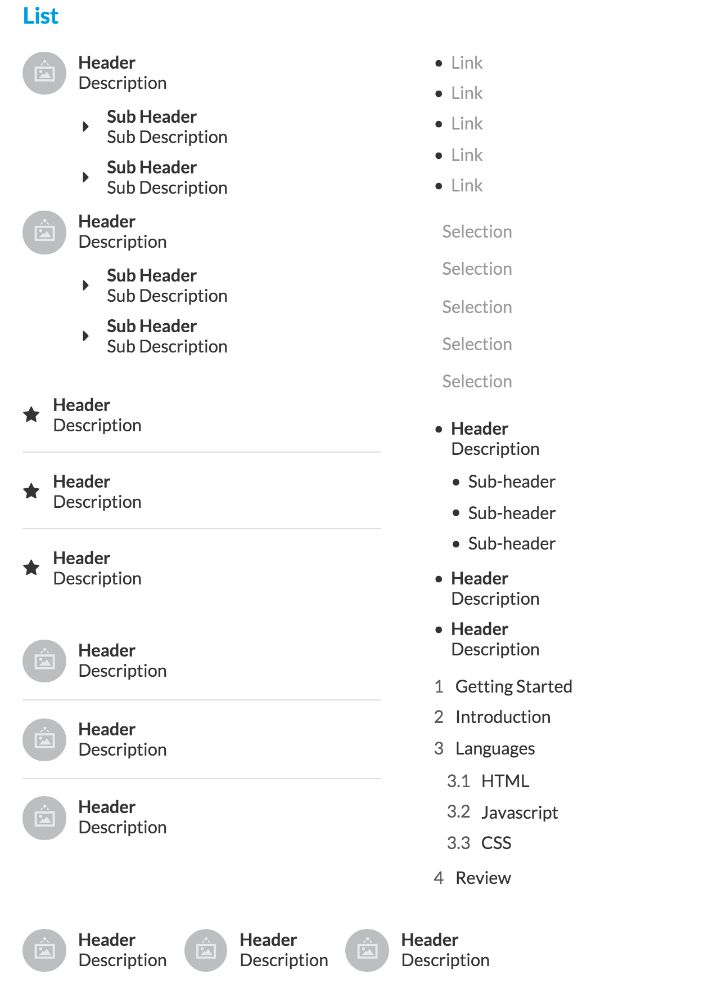 List
Header
Description
Sub Header
Sub Description
Sub Header
Sub Description
Header
Description
Sub Header
Sub Description
Sub Header
Sub Description
Header
Description
Header
Description
Header
Description
Header
Description
Header
Description
Header
Description
• Link
• Link
• Link
• Link
• Link
Selection
Selection
Selection
Selection
Selection
• Header
Description
• Sub-header
• Sub-header
• Sub-header
• Header
Description
• Header
Description
1 Getting Started
2 Introduction
3 Languages
3.1 HTML
3.2 Javascript
3.3 CSS
4 Review
Header Header Header
Description Description Description